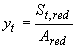 y_t = S_{t,red} / A_{red}